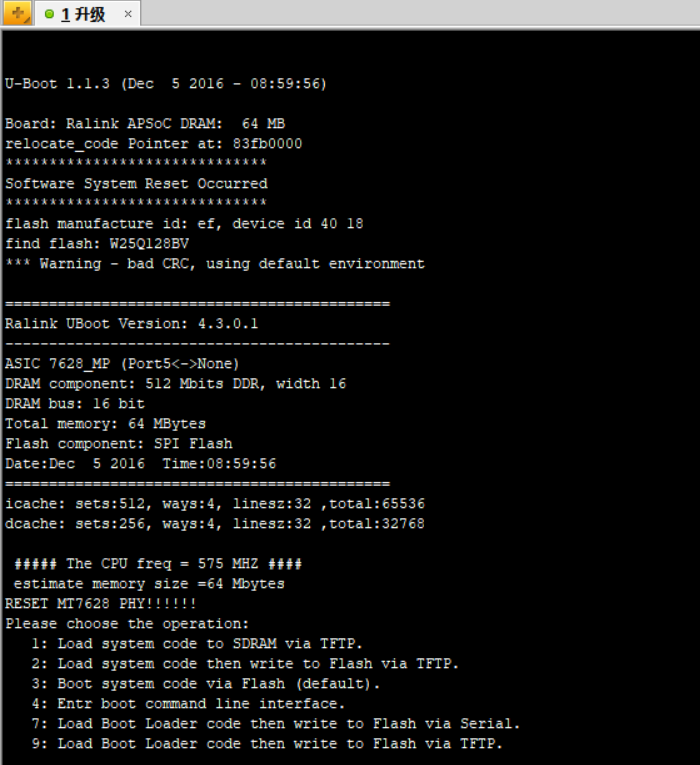 1 升级 ×
U-Boot 1.1.3 (Dec  5 2016 - 08:59:56)
Board: Ralink APSoC DRAM:  64 MB
relocate_code Pointer at: 83fb0000
******************************
Software System Reset Occurred
******************************
flash manufacture id: ef, device id 40 18
find flash: W25Q128BV
*** Warning - bad CRC, using default environment
============================================
Ralink UBoot Version: 4.3.0.1
--------------------------------------------
ASIC 7628_MP (Port5<->None)
DRAM component: 512 Mbits DDR, width 16
DRAM bus: 16 bit
Total memory: 64 MBytes
Flash component: SPI Flash
Date:Dec  5 2016  Time:08:59:56
============================================
icache: sets:512, ways:4, linesz:32 ,total:65536
dcache: sets:256, ways:4, linesz:32 ,total:32768
##### The CPU freq = 575 MHZ ####
estimate memory size =64 Mbytes
RESET MT7628 PHY!!!!!!
Please choose the operation:
1: Load system code to SDRAM via TFTP.
2: Load system code then write to Flash via TFTP.
3: Boot system code via Flash (default).
4: Entr boot command line interface.
7: Load Boot Loader code then write to Flash via Serial.
9: Load Boot Loader code then write to Flash via TFTP.